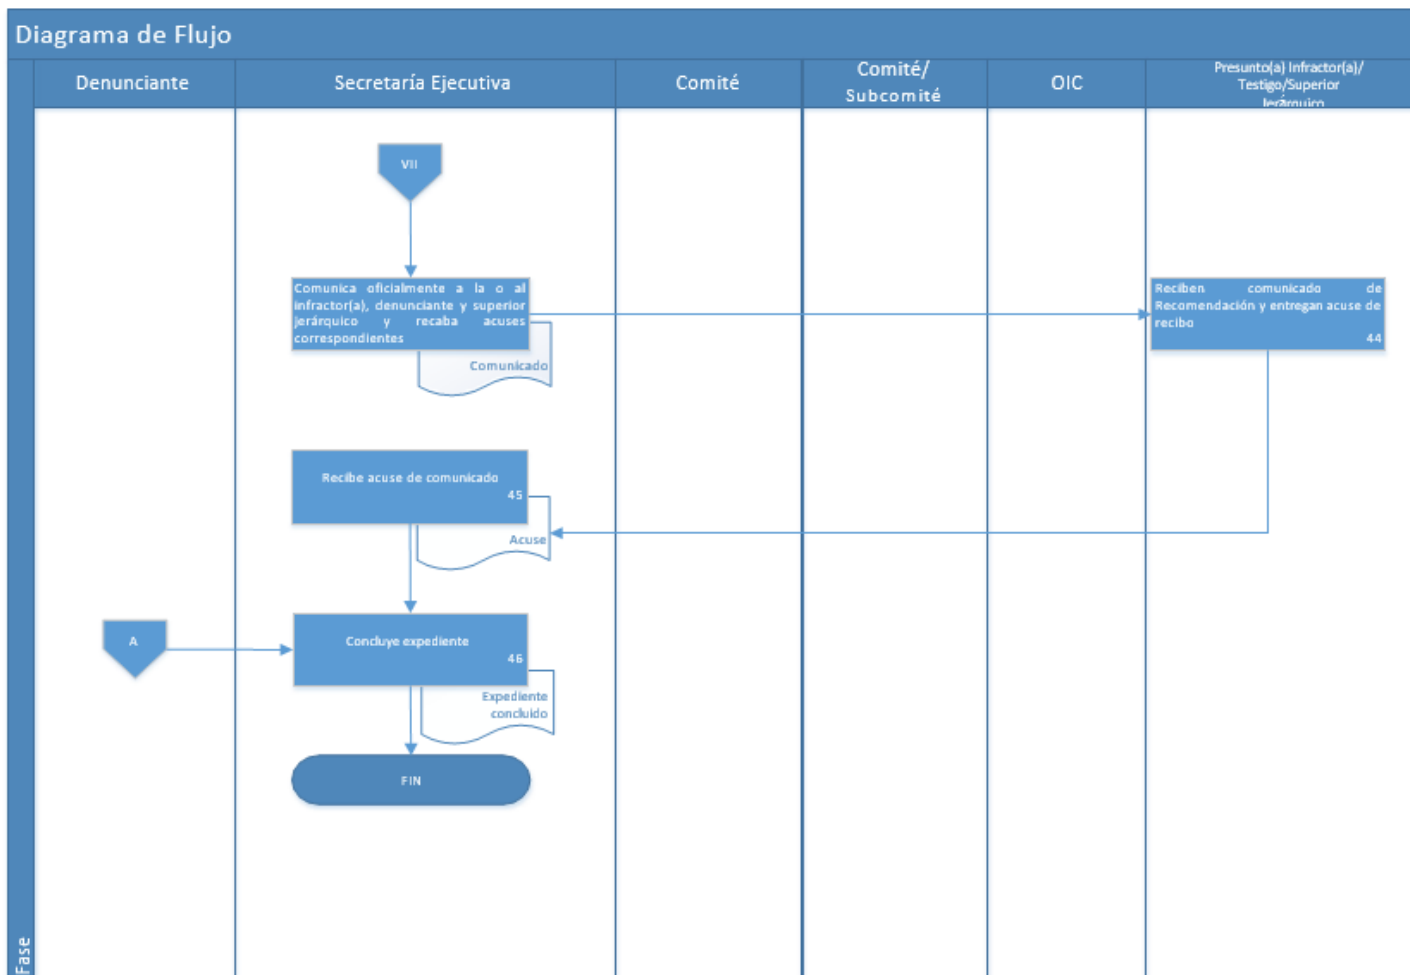 Diagrama de Flujo
Denunciante
Secretaría Ejecutiva
Comité
Comité/
Subcomité
OIC
Presunto(a) Infractor(a)/
Testigo/Superior
Jerárquico
VII
Comunica oficialmente a la o al
infractor(a), denunciante y superior
jerárquico y recaba acuses
correspondientes
Comunicado
Reciben comunicado de
Recomendación y entregan acuse de
recibo
44
Recibe acuse de comunicado
45
Acuse
A
Concluye expediente
46
Expediente
concluido
FIN
Fase